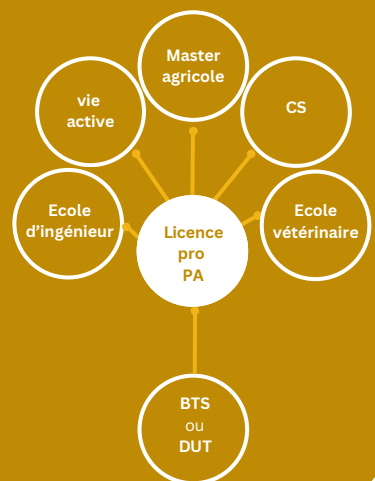 Master
agricole
vie
active
CS
Ecole
d'ingénieur
Ecole
vétérinaire
Licence
pro
PA
BTS
ou
DUT